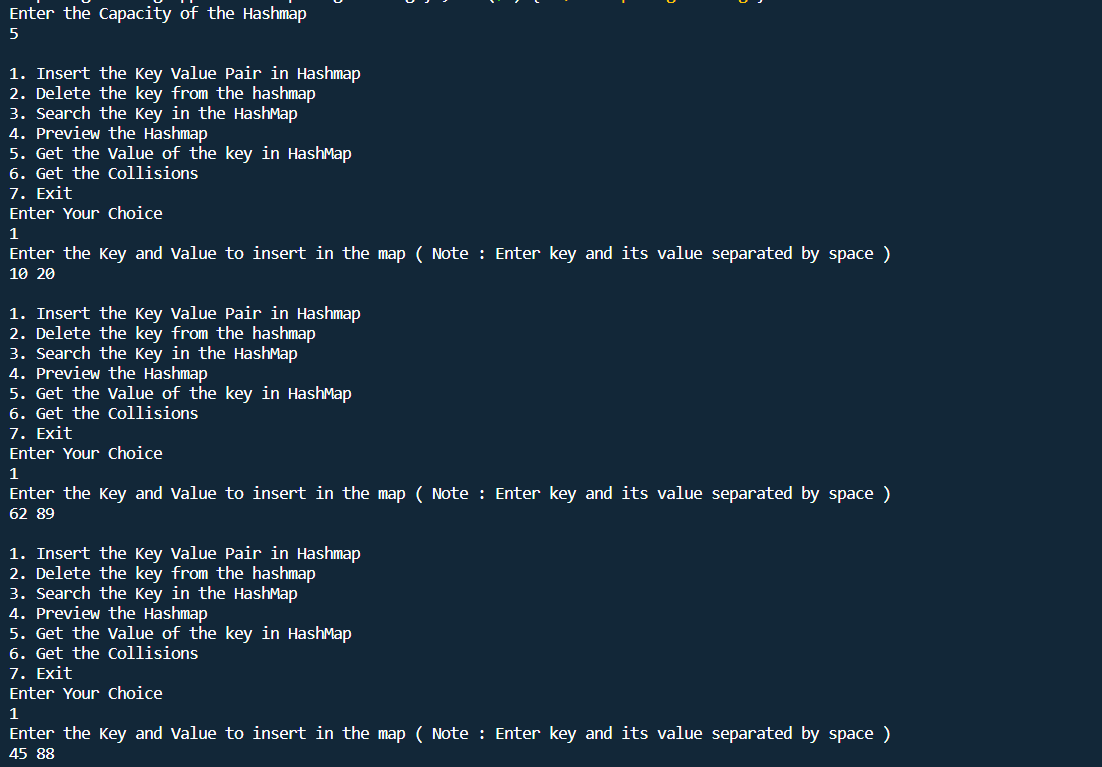 Enter the Capacity of the Hashmap
5
1. Insert the Key Value Pair in Hashmap
2. Delete the key from the hashmap
3. Search the Key in the HashMap
4. Preview the Hashmap
5. Get the Value of the key in HashMap
6. Get the Collisions
7. Exit
Enter Your Choice
1
Enter the Key and Value to insert in the map ( Note : Enter key and its value separated by space )
10 20
1. Insert the Key Value Pair in Hashmap
2. Delete the key from the hashmap
3. Search the Key in the HashMap
4. Preview the Hashmap
5. Get the Value of the key in HashMap
6. Get the Collisions
7. Exit
Enter Your Choice
1
Enter the Key and Value to insert in the map ( Note : Enter key and its value separated by space )
62 89
1. Insert the Key Value Pair in Hashmap
2. Delete the key from the hashmap
3. Search the Key in the HashMap
4. Preview the Hashmap
5. Get the Value of the key in HashMap
6. Get the Collisions
7. Exit
Enter Your Choice
1
Enter the Key and Value to insert in the map ( Note : Enter key and its value separated by space )
45 88